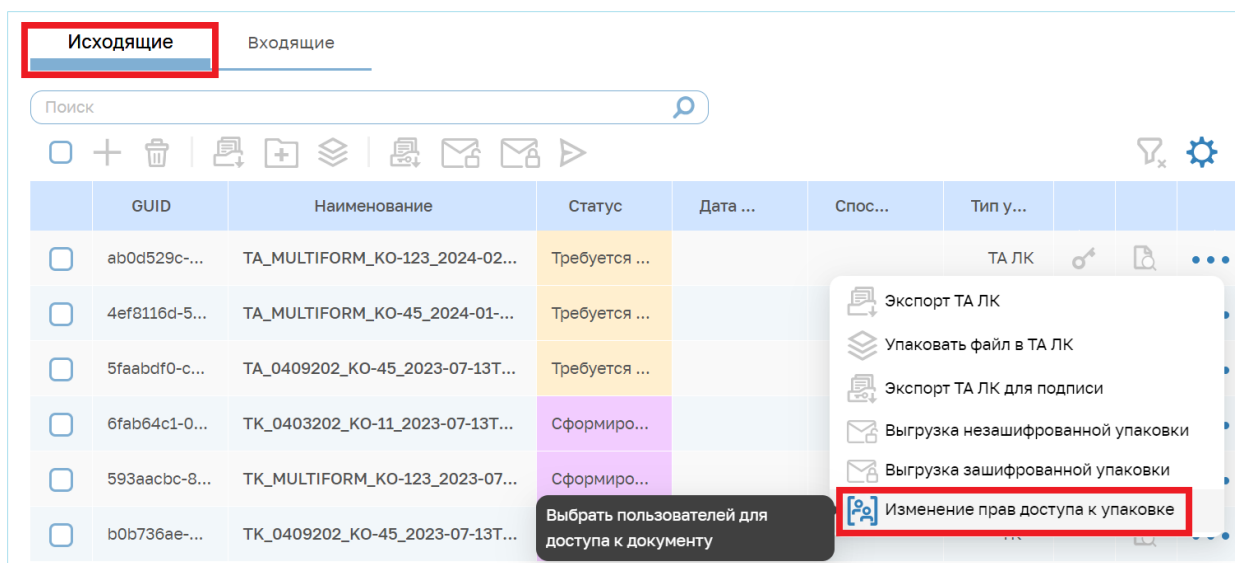 Исходящие
Входящие
Поиск
GUID Наименование Статус Дата ... Спос... Тип у...
ab0d529c-... TA_MULTIFORM_KO-123_2024-02... Требуется ... ТА ЛК
4ef8116d-5... TA_MULTIFORM_KO-45_2024-01-... Требуется ...
5faabdf0-c... TA_0409202_KO-45_2023-07-13T... Требуется ...
6fab64c1-0... TK_0403202_KO-11_2023-07-13T... Сформиро...
593aacbc-8... TK_MULTIFORM_KO-123_2023-07... Сформиро...
b0b736ae-... TK_0409202_KO-45_2023-07-13T...
Экспорт ТА ЛК
Упаковать файл в ТА ЛК
Экспорт ТА ЛК для подписи
Выгрузка незашифрованной упаковки
Выгрузка зашифрованной упаковки
Изменение прав доступа к упаковке
Выбрать пользователей для
доступа к документу